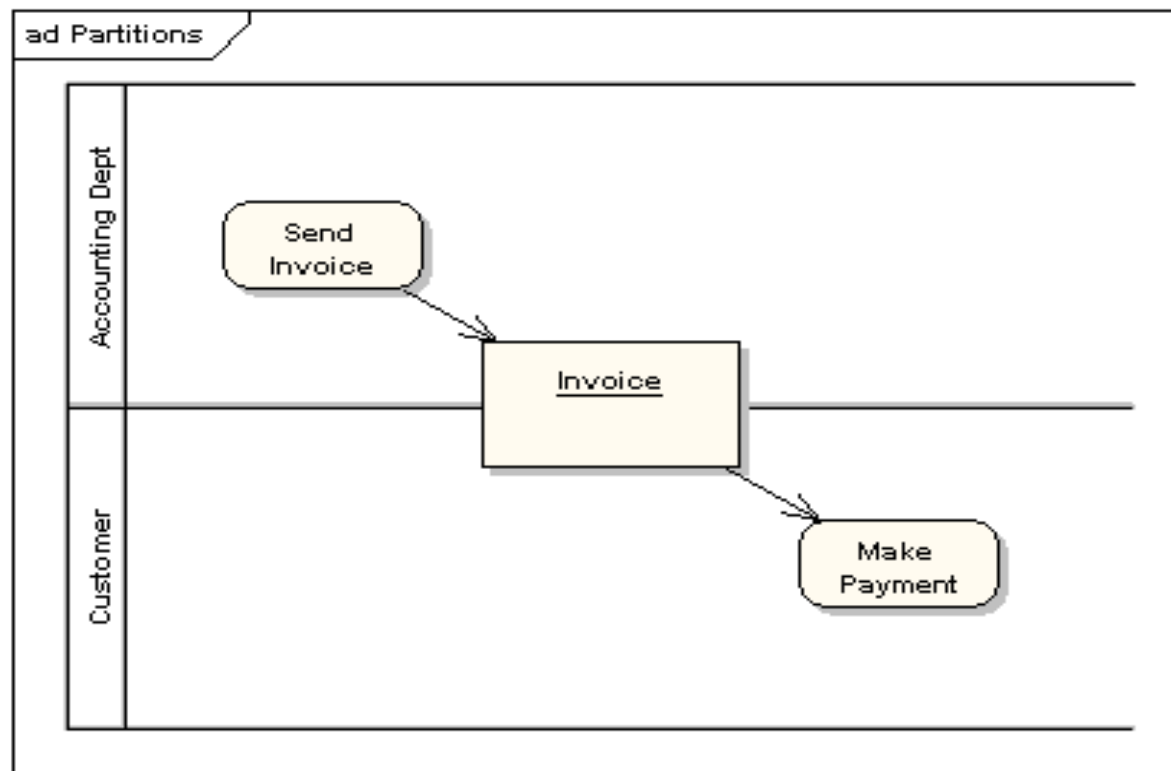 ad Partitions
Accounting Dept
Send
Invoice
Invoice
Customer
Make
Payment